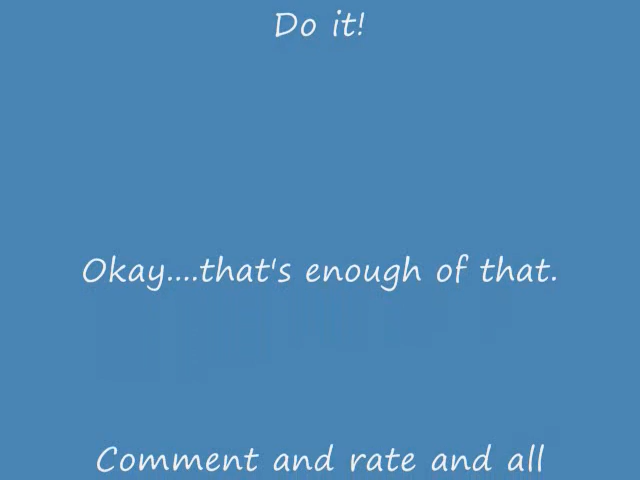 Do it!
Okay....that's enough of that.
Comment and rate and all